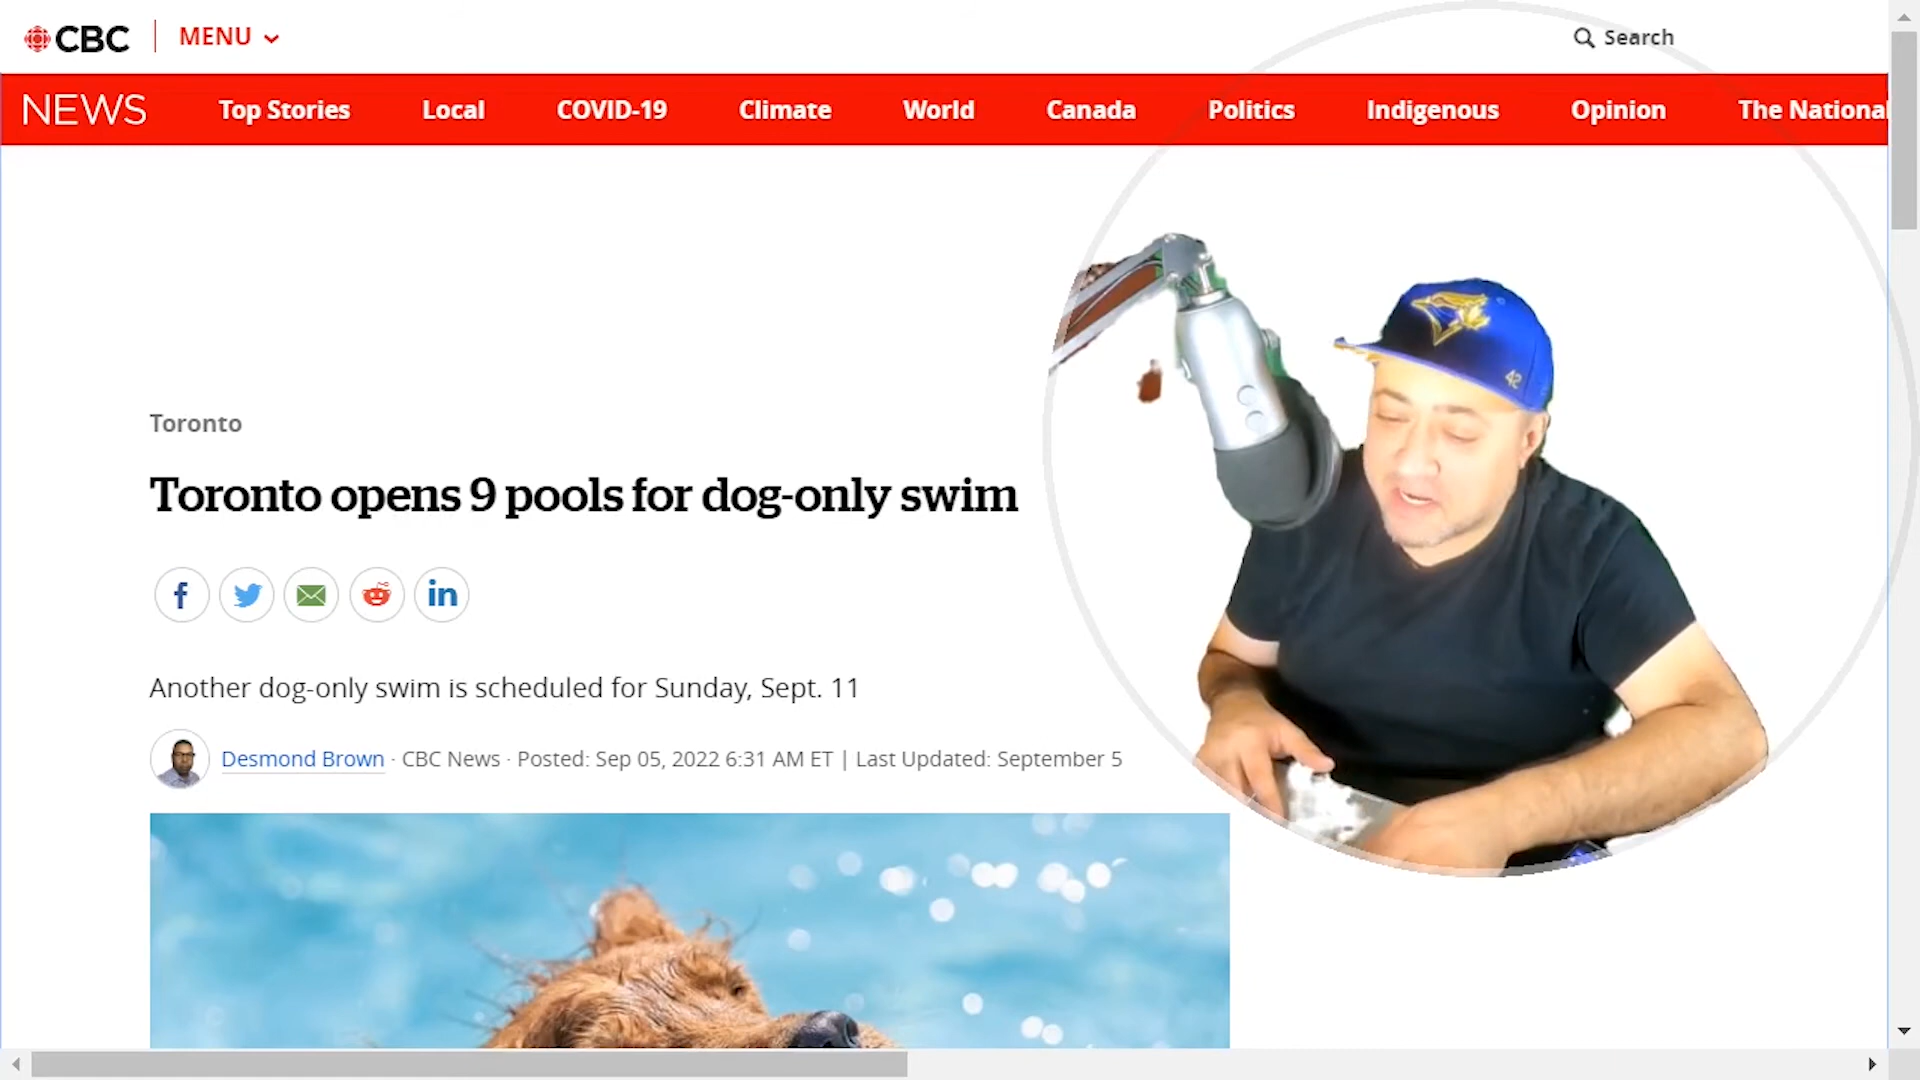 CBC MENU Search
NEWS Top Stories Local COVID-19 Climate World Canada Politics Indigenous Opinion The National
Toronto
Toronto opens 9 pools for dog-only swim
Another dog-only swim is scheduled for Sunday, Sept. 11
Desmond Brown · CBC News · Posted: Sep 05, 2022 6:31 AM ET | Last Updated: September 5
42